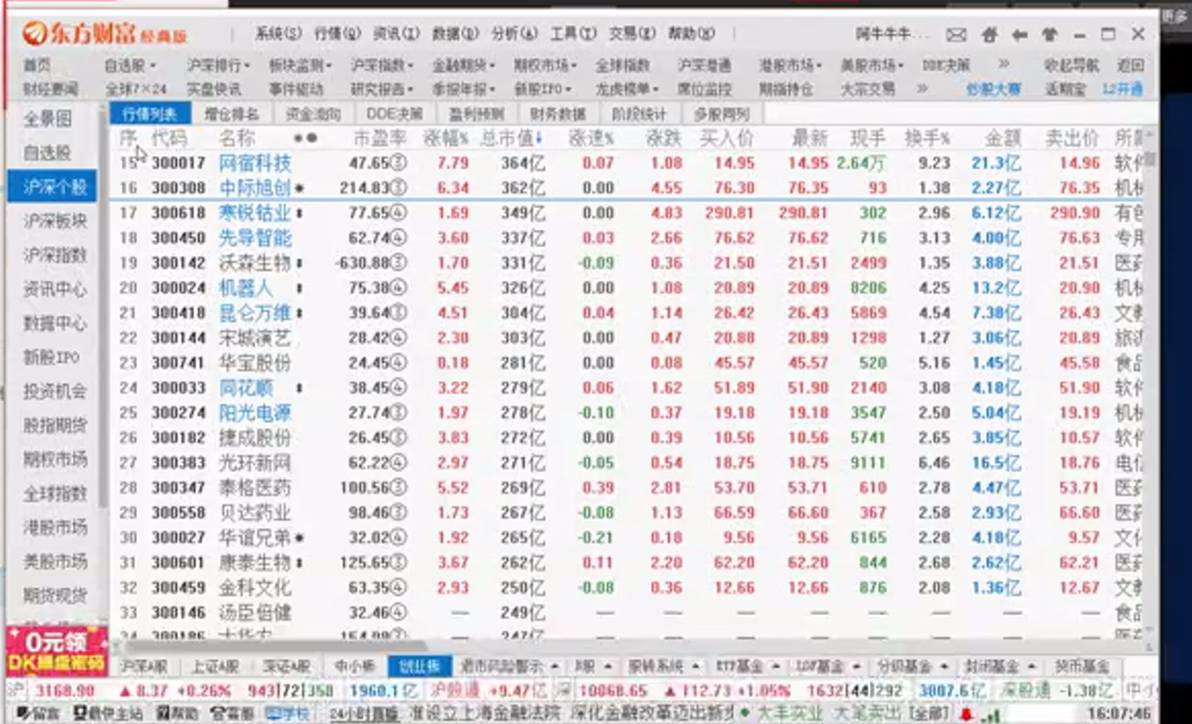 更多
东方财富 经典版 系统(S) 行情(Q) 资讯(I) 数据(D) 分析(A) 工具(T) 交易(E) 帮助(H) 阿牛牛牛...
首页 自选股 沪深排行 板块监测 沪深指数 金融期货 期权市场 全球指数 沪深港通 港股市场 美股市场 DDE决策 » 收起导航 返回
财经要闻 全球7×24 实盘快讯 事件驱动 研究报告 季报年报 新股IPO 龙虎榜单 席位监控 期指持仓 大宗交易 » 炒股大赛 活期宝 L2开通
全景图 行情列表 增仓排名 资金流向 DDE决策 盈利预测 财务数据 阶段统计 多股同列
序 代码 名称 市盈率 涨幅% 总市值↓ 涨速% 涨跌 买入价 最新 现手 换手% 金额 卖出价 所属
自选股
沪深个股
沪深板块
沪深指数
资讯中心
数据中心
新股IPO
投资机会
股指期货
期权市场
全球指数
港股市场
美股市场
期货现货
15 300017 网宿科技 47.65③ 7.79 364亿 0.07 1.08 14.95 14.95 2.64万 9.23 21.3亿 14.96 软件
16 300308 中际旭创 214.83③ 6.34 362亿 0.00 4.55 76.30 76.35 93 1.38 2.27亿 76.35 机械
17 300618 寒锐钴业 77.65④ 1.69 349亿 0.00 4.83 290.81 290.81 302 2.96 6.12亿 290.90 有色
18 300450 先导智能 62.74④ 3.60 337亿 0.03 2.66 76.62 76.62 716 3.13 4.00亿 76.63 专用
19 300142 沃森生物 -630.88③ 1.70 331亿 -0.09 0.36 21.50 21.51 2499 1.35 3.88亿 21.51 医药
20 300024 机器人 75.38④ 5.45 326亿 0.00 1.08 20.89 20.89 8206 4.25 13.2亿 20.90 机械
21 300418 昆仑万维 39.64③ 4.51 304亿 0.04 1.14 26.42 26.43 5869 4.54 7.38亿 26.43 文教
22 300144 宋城演艺 28.42④ 2.30 303亿 0.00 0.47 20.88 20.89 1298 1.27 3.06亿 20.89 旅游
23 300741 华宝股份 24.45④ 0.18 281亿 0.00 0.08 45.57 45.57 520 5.16 1.45亿 45.58 食品
24 300033 同花顺 38.45④ 3.22 279亿 0.06 1.62 51.89 51.90 2140 3.08 4.18亿 51.90 软件
25 300274 阳光电源 27.74③ 1.97 278亿 -0.10 0.37 19.18 19.18 3547 2.50 5.04亿 19.19 机械
26 300182 捷成股份 26.45③ 3.83 272亿 0.00 0.39 10.56 10.56 5741 2.65 3.85亿 10.57 软件
27 300383 光环新网 62.22④ 2.97 271亿 -0.05 0.54 18.75 18.75 9111 6.46 16.5亿 18.76 电信
28 300347 泰格医药 100.56③ 5.52 269亿 0.39 2.81 53.70 53.71 610 2.78 4.47亿 53.71 医药
29 300558 贝达药业 98.46③ 1.73 267亿 -0.08 1.13 66.59 66.60 367 2.58 2.93亿 66.60 医药
30 300027 华谊兄弟 32.02④ 1.92 265亿 -0.21 0.18 9.56 9.56 6165 2.28 4.18亿 9.57 文化
31 300601 康泰生物 125.65③ 3.67 262亿 0.11 2.20 62.20 62.20 844 2.68 2.62亿 62.21 医药
32 300459 金科文化 63.35④ 2.93 250亿 -0.08 0.36 12.66 12.66 876 2.08 1.36亿 12.67 文教
33 300146 汤臣倍健 32.46④ — 249亿 — — — — — — — — 食品
0元领
DK操盘密码
沪深A股 上证A股 深证A股 中小板 创业板 退市风险警示 B股 股转系统 ETF基金 LOF基金 分级基金 封闭基金 货币基金
沪 3168.90 ▲8.37 +0.26% 943|72|358 1960.1亿 沪股通 +9.47亿 深 10868.65 ▲112.73 +1.05% 1632|44|292 3007.6亿 深股通 -1.38亿 中小
留言 最快主站 帮助 客服 学校 24小时直播 准设立上海金融法院 深化金融改革迈出新步 大丰实业 大笔卖出 [全部] 16:07:46